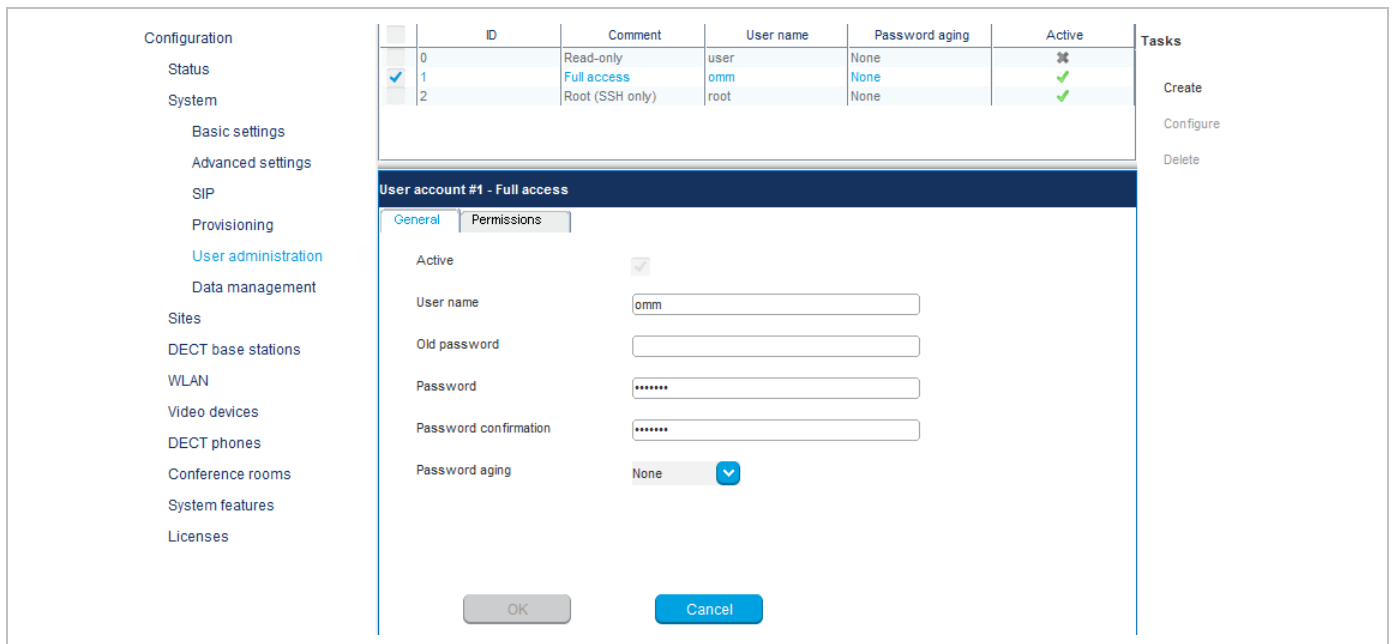 Configuration
Status
System
Basic settings
Advanced settings
SIP
Provisioning
User administration
Data management
Sites
DECT base stations
WLAN
Video devices
DECT phones
Conference rooms
System features
Licenses
ID Comment User name Password aging Active
0 Read-only user None
1 Full access omm None
2 Root (SSH only) root None
User account #1 - Full access
General Permissions
Active
User name omm
Old password
Password •••••••
Password confirmation •••••••
Password aging None
OK Cancel
Tasks
Create
Configure
Delete